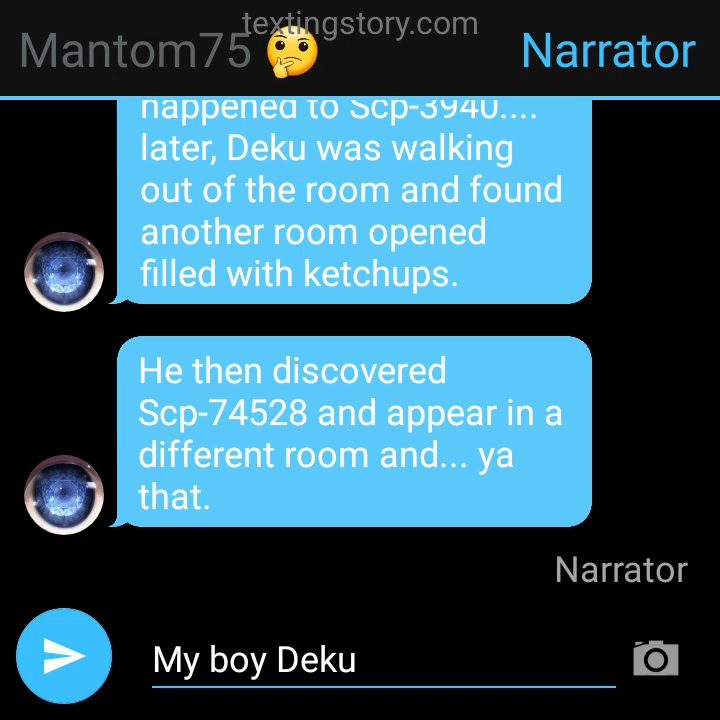 textingstory.com
Mantom75🤔 Narrator
happened to Scp-3940....
later, Deku was walking
out of the room and found
another room opened
filled with ketchups.
He then discovered
Scp-74528 and appear in a
different room and... ya
that.
Narrator
My boy Deku